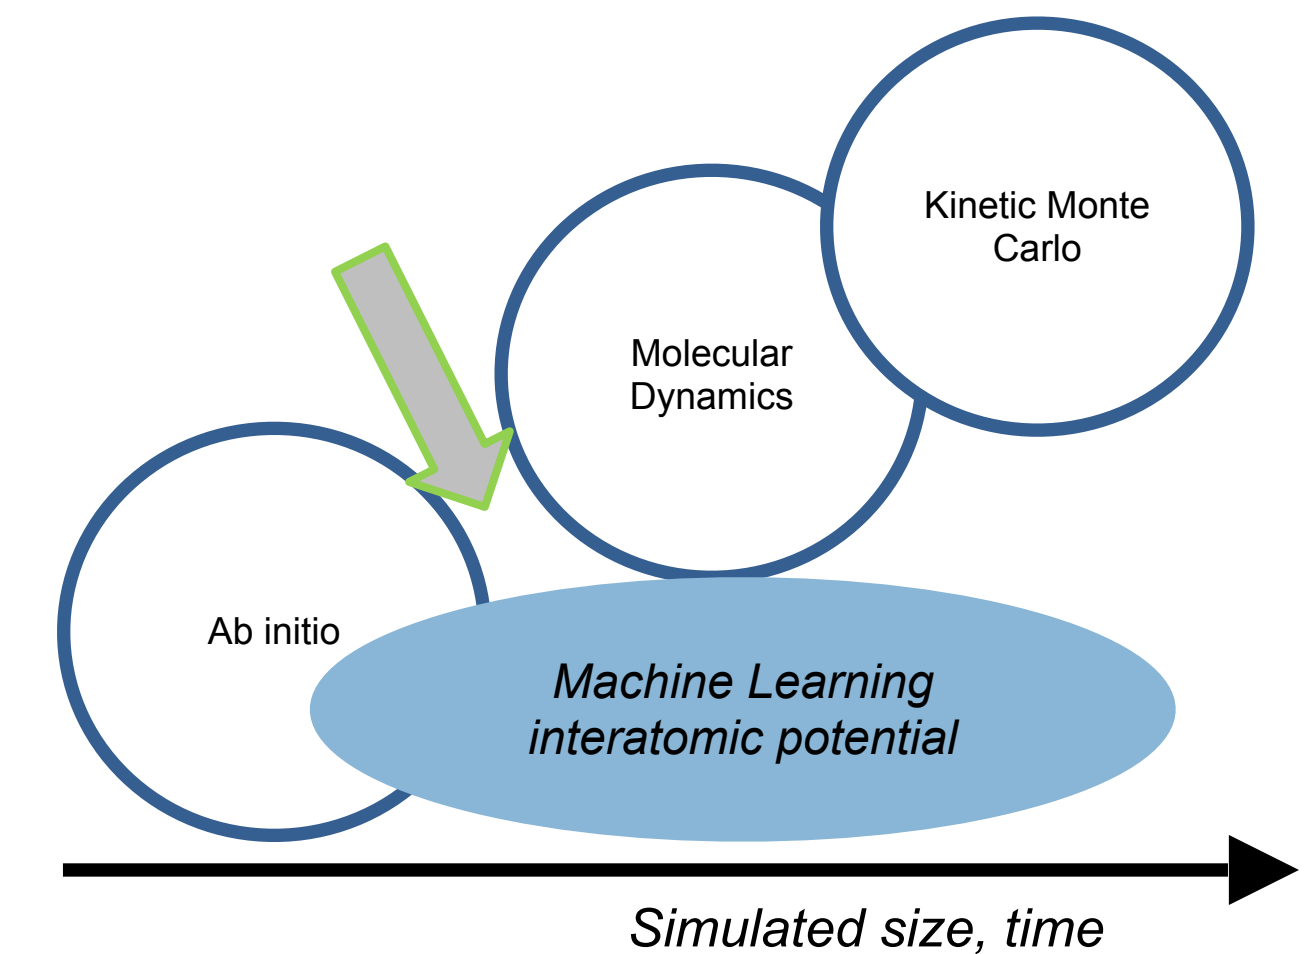 Kinetic Monte
Carlo
Molecular
Dynamics
Ab initio
Machine Learning
interatomic potential
Simulated size, time